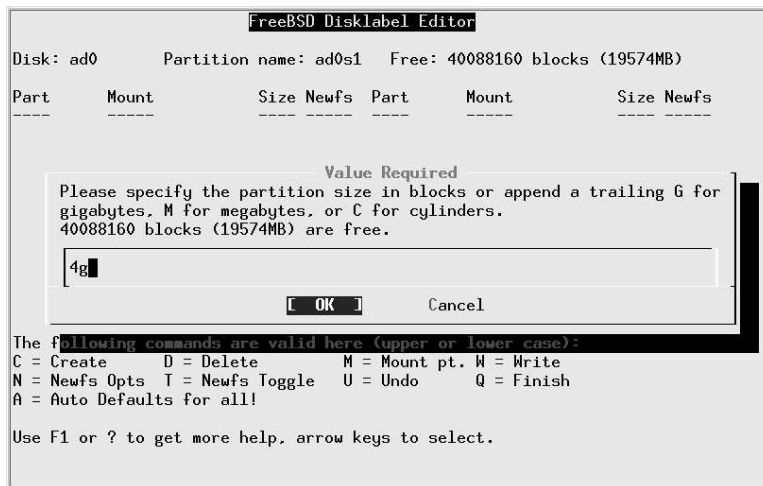 FreeBSD Disklabel Editor
Disk: ad0 Partition name: ad0s1 Free: 40088160 blocks (19574MB)
Part Mount Size Newfs Part Mount Size Newfs
---- ----- ---- ----- ---- ----- ---- -----
Value Required
Please specify the partition size in blocks or append a trailing G for
gigabytes, M for megabytes, or C for cylinders.
40088160 blocks (19574MB) are free.
4g
[ OK ] Cancel
The following commands are valid here (upper or lower case):
C = Create D = Delete M = Mount pt. W = Write
N = Newfs Opts T = Newfs Toggle U = Undo Q = Finish
A = Auto Defaults for all!
Use F1 or ? to get more help, arrow keys to select.